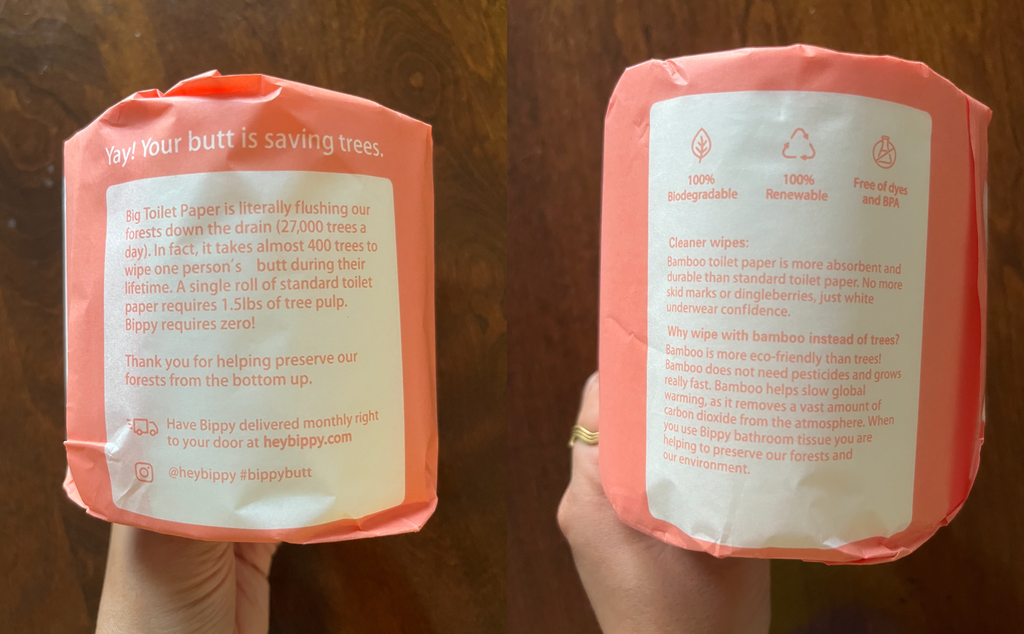 Yay! Your butt is saving trees.
Big Toilet Paper is literally flushing our
forests down the drain (27,000 trees a
day). In fact, it takes almost 400 trees to
wipe one person´s butt during their
lifetime. A single roll of standard toilet
paper requires 1.5lbs of tree pulp.
Bippy requires zero!
Thank you for helping preserve our
forests from the bottom up.
Have Bippy delivered monthly right
to your door at heybippy.com
@heybippy #bippybutt
100%
Biodegradable
100%
Renewable
Free of dyes
and BPA
Cleaner wipes:
Bamboo toilet paper is more absorbent and
durable than standard toilet paper. No more
skid marks or dingleberries, just white
underwear confidence.
Why wipe with bamboo instead of trees?
Bamboo is more eco-friendly than trees!
Bamboo does not need pesticides and grows
really fast. Bamboo helps slow global
warming, as it removes a vast amount of
carbon dioxide from the atmosphere. When
you use Bippy bathroom tissue you are
helping to preserve our forests and
our environment.